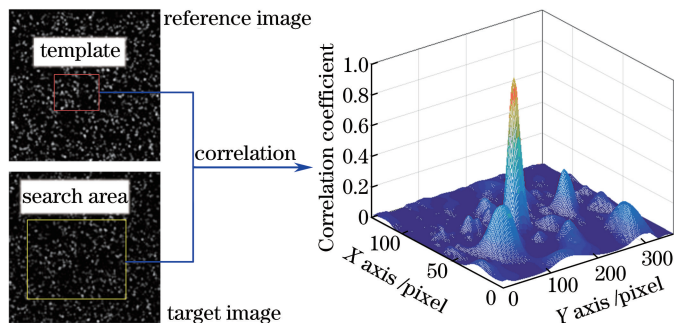 reference image
template
search area
target image
correlation
Correlation coefficient
1.0
0.8
0.6
0.4
0.2
0
100
50
0
X axis /pixel
0
100
200
300
Y axis /pixel